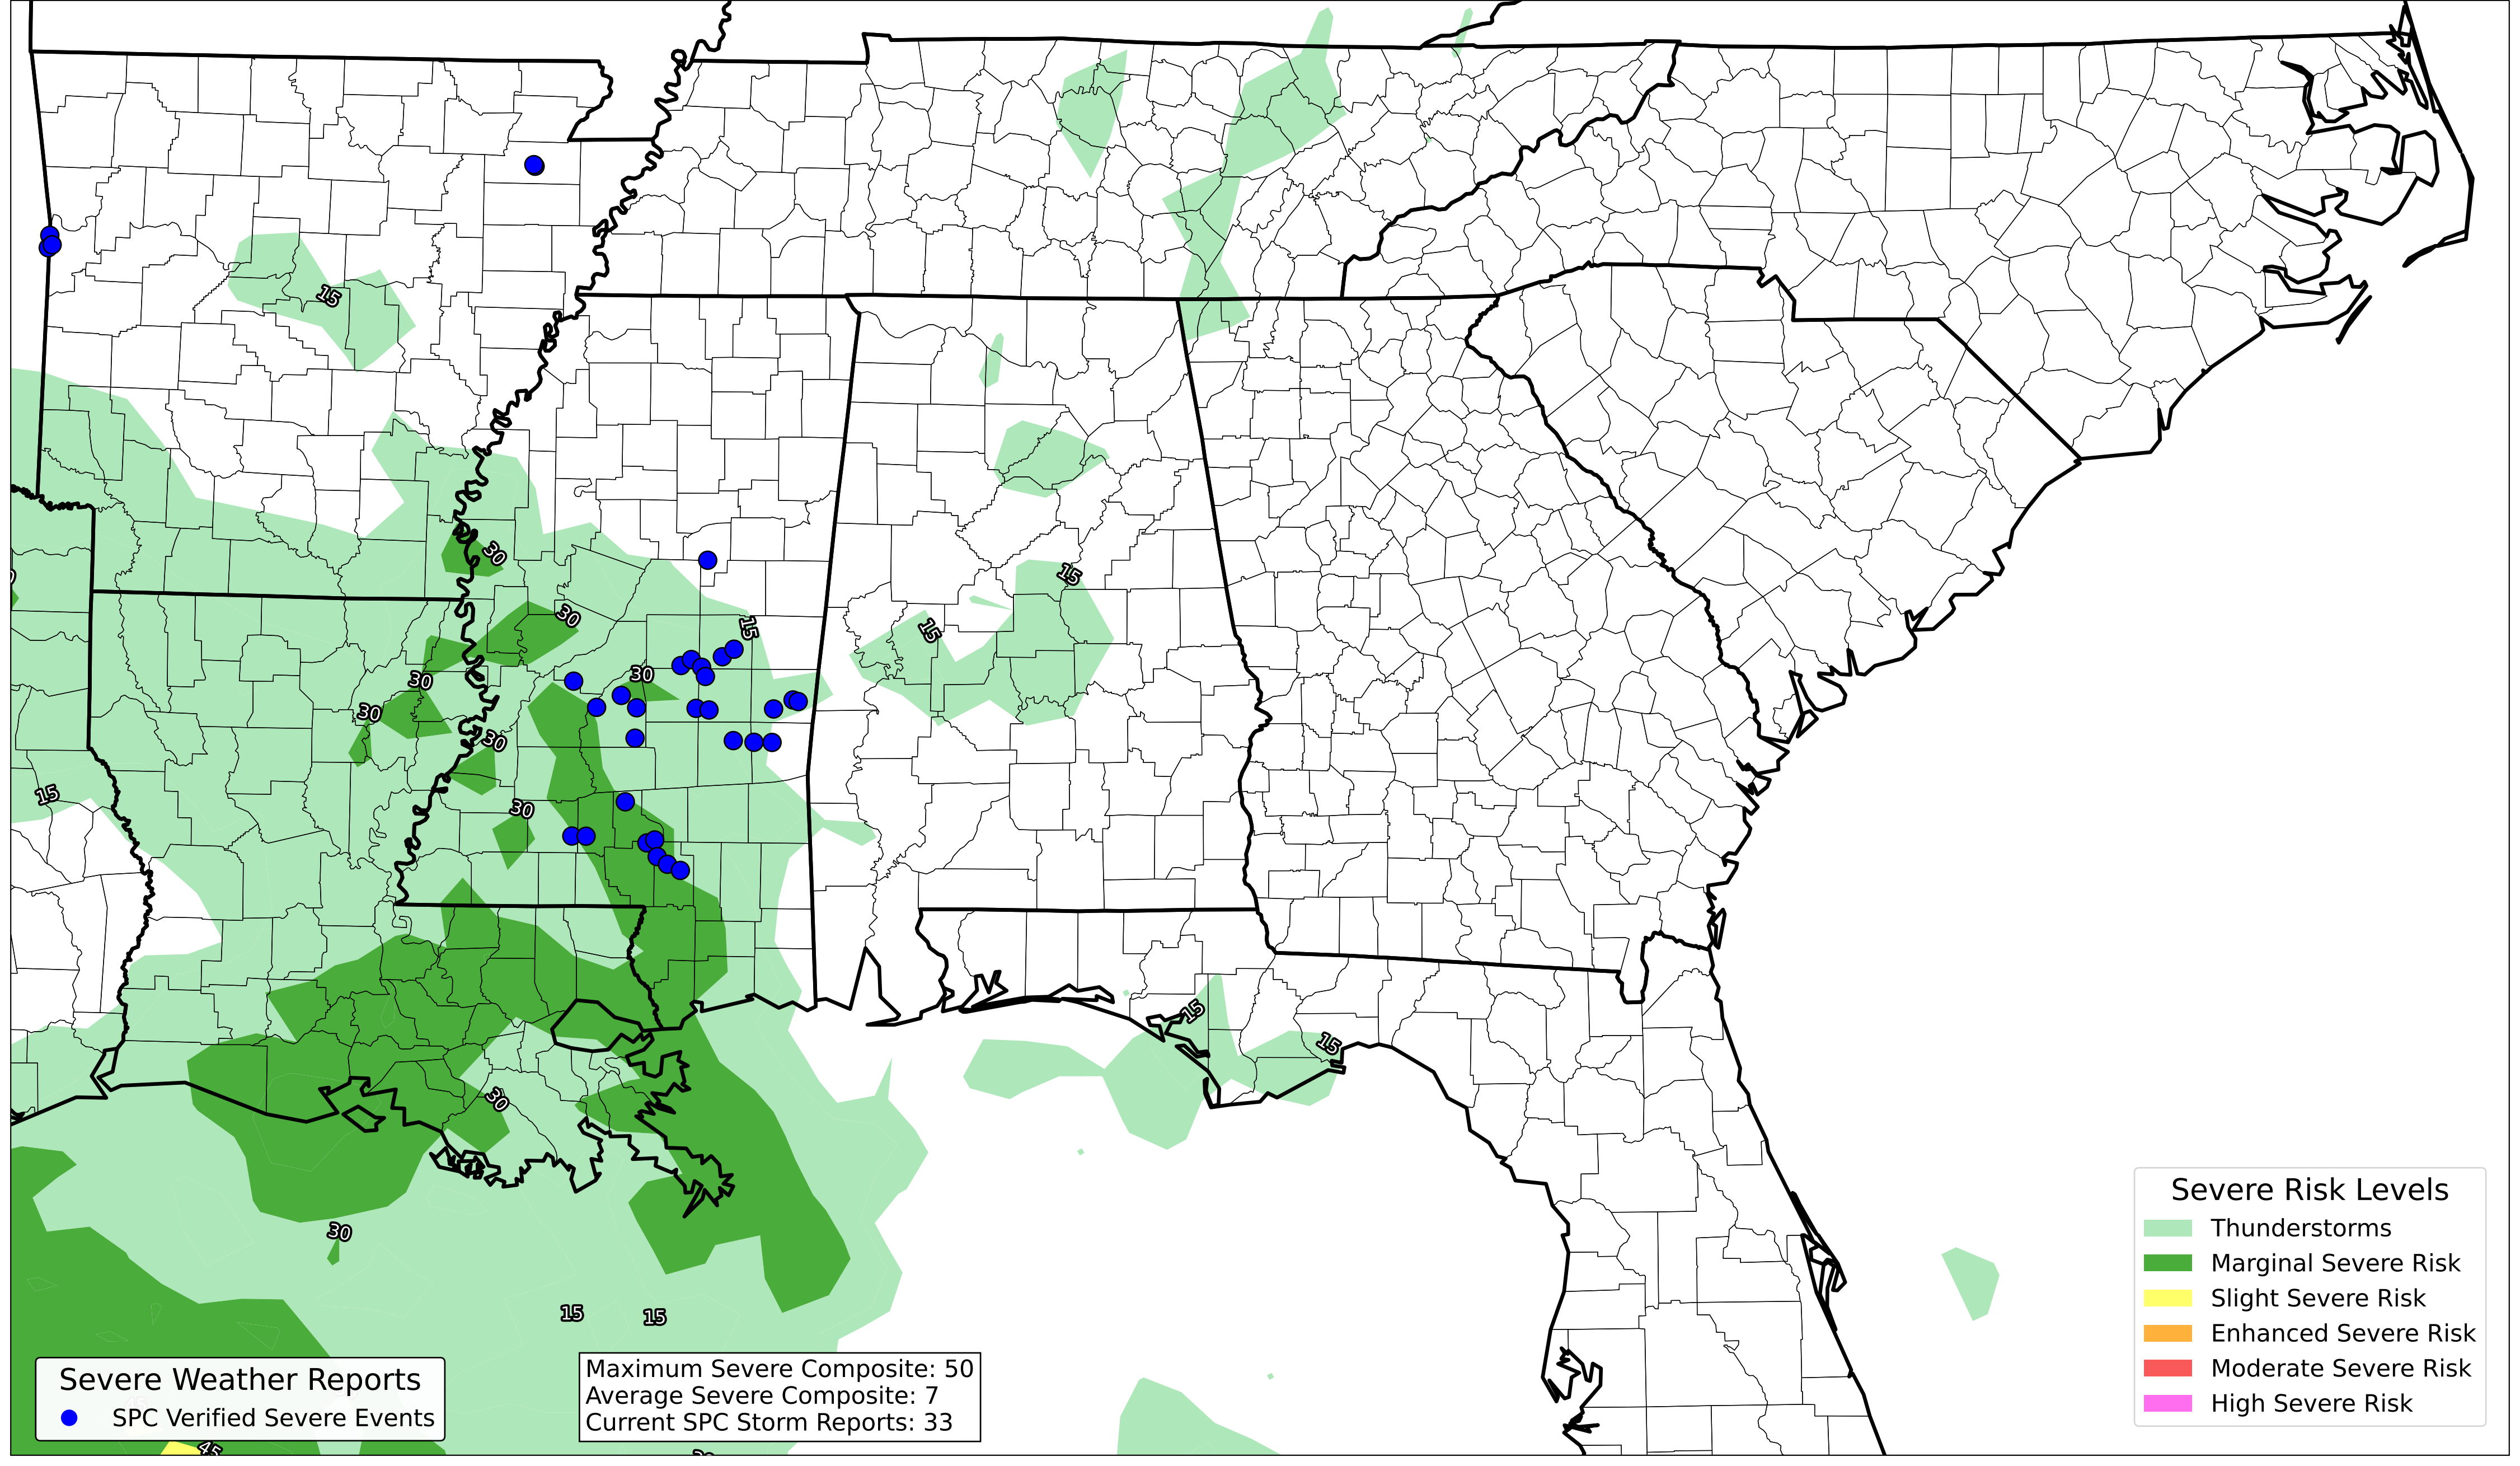 15
30
15
30
15
15
30
30
30
30
15
30
15
15
30
30
15
15
45
Severe Risk Levels
Thunderstorms
Marginal Severe Risk
Slight Severe Risk
Enhanced Severe Risk
Moderate Severe Risk
High Severe Risk
Severe Weather Reports
SPC Verified Severe Events
Maximum Severe Composite: 50
Average Severe Composite: 7
Current SPC Storm Reports: 33